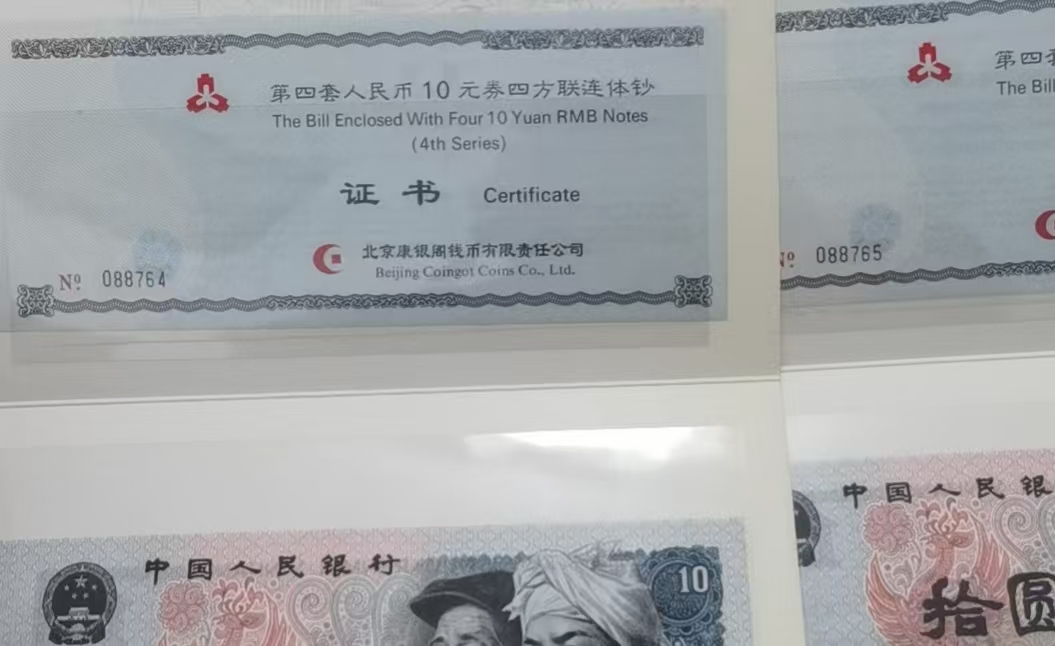 第四套人民币10元券四方联连体钞
The Bill Enclosed With Four 10 Yuan RMB Notes
(4th Series)
证书 Certificate
北京康银阁钱币有限责任公司
Beijing Coingot Coins Co., Ltd.
Nº 088764
第四套
The Bill
Nº 088765
中国人民银行
10
中国人民银
拾圆